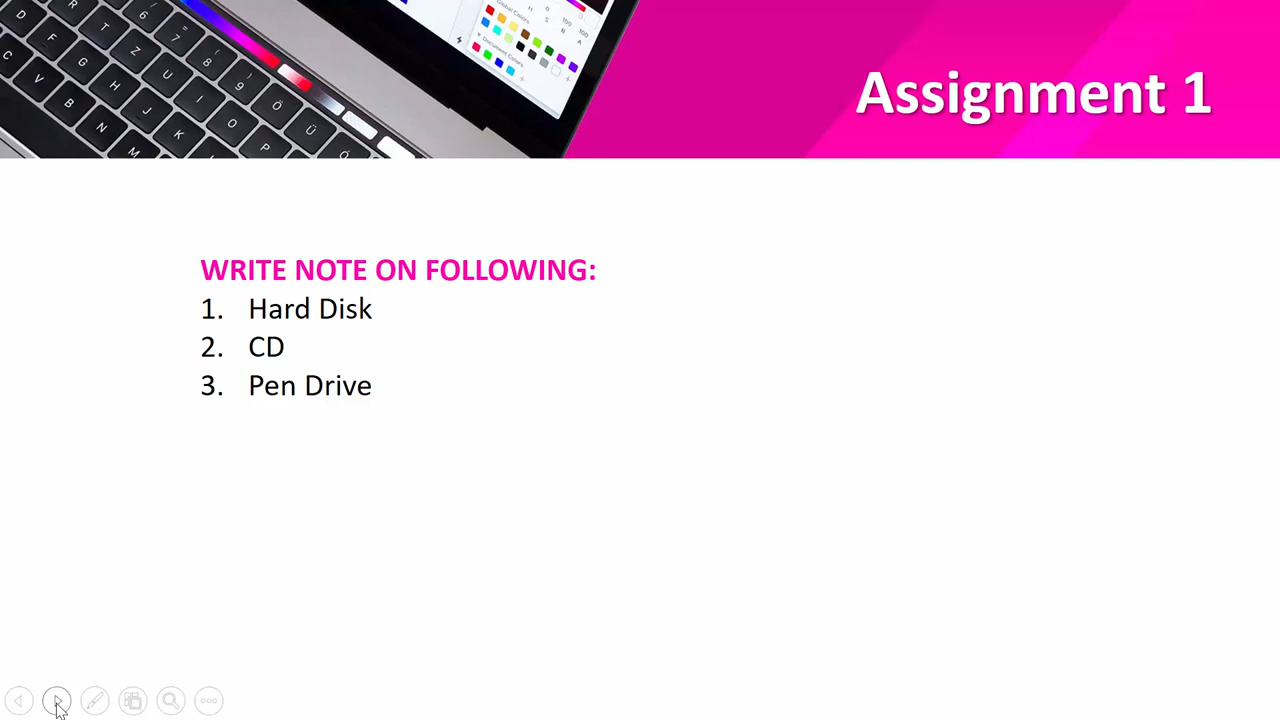 Assignment 1
WRITE NOTE ON FOLLOWING:
1. Hard Disk
2. CD
3. Pen Drive